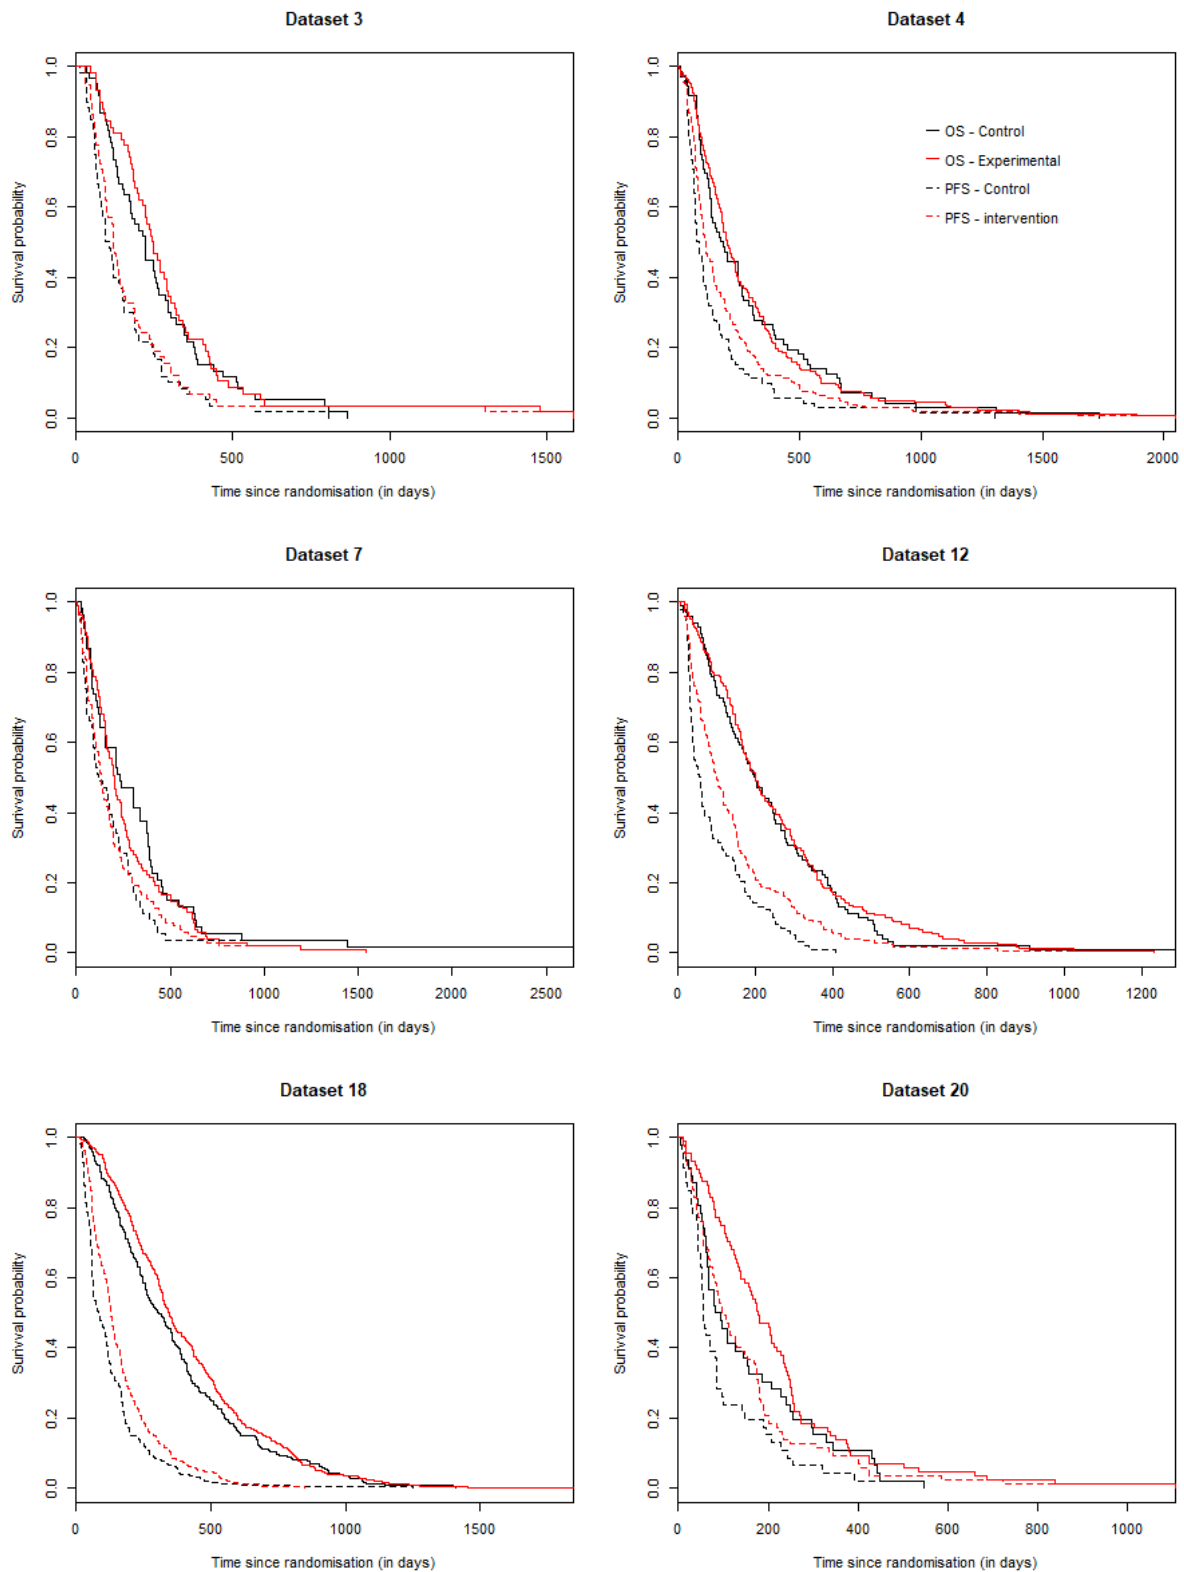 Dataset 3
Surivval probability
1.0
0.8
0.6
0.4
0.2
0.0
0 500 1000 1500
Time since randomisation (in days)
Dataset 4
Surivval probability
1.0
0.8
0.6
0.4
0.2
0.0
OS - Control
OS - Experimental
PFS - Control
PFS - intervention
0 500 1000 1500 2000
Time since randomisation (in days)
Dataset 7
Surivval probability
1.0
0.8
0.6
0.4
0.2
0.0
0 500 1000 1500 2000 2500
Time since randomisation (in days)
Dataset 12
Surivval probability
1.0
0.8
0.6
0.4
0.2
0.0
0 200 400 600 800 1000 1200
Time since randomisation (in days)
Dataset 18
Surivval probability
1.0
0.8
0.6
0.4
0.2
0.0
0 500 1000 1500
Time since randomisation (in days)
Dataset 20
Surivval probability
1.0
0.8
0.6
0.4
0.2
0.0
0 200 400 600 800 1000
Time since randomisation (in days)